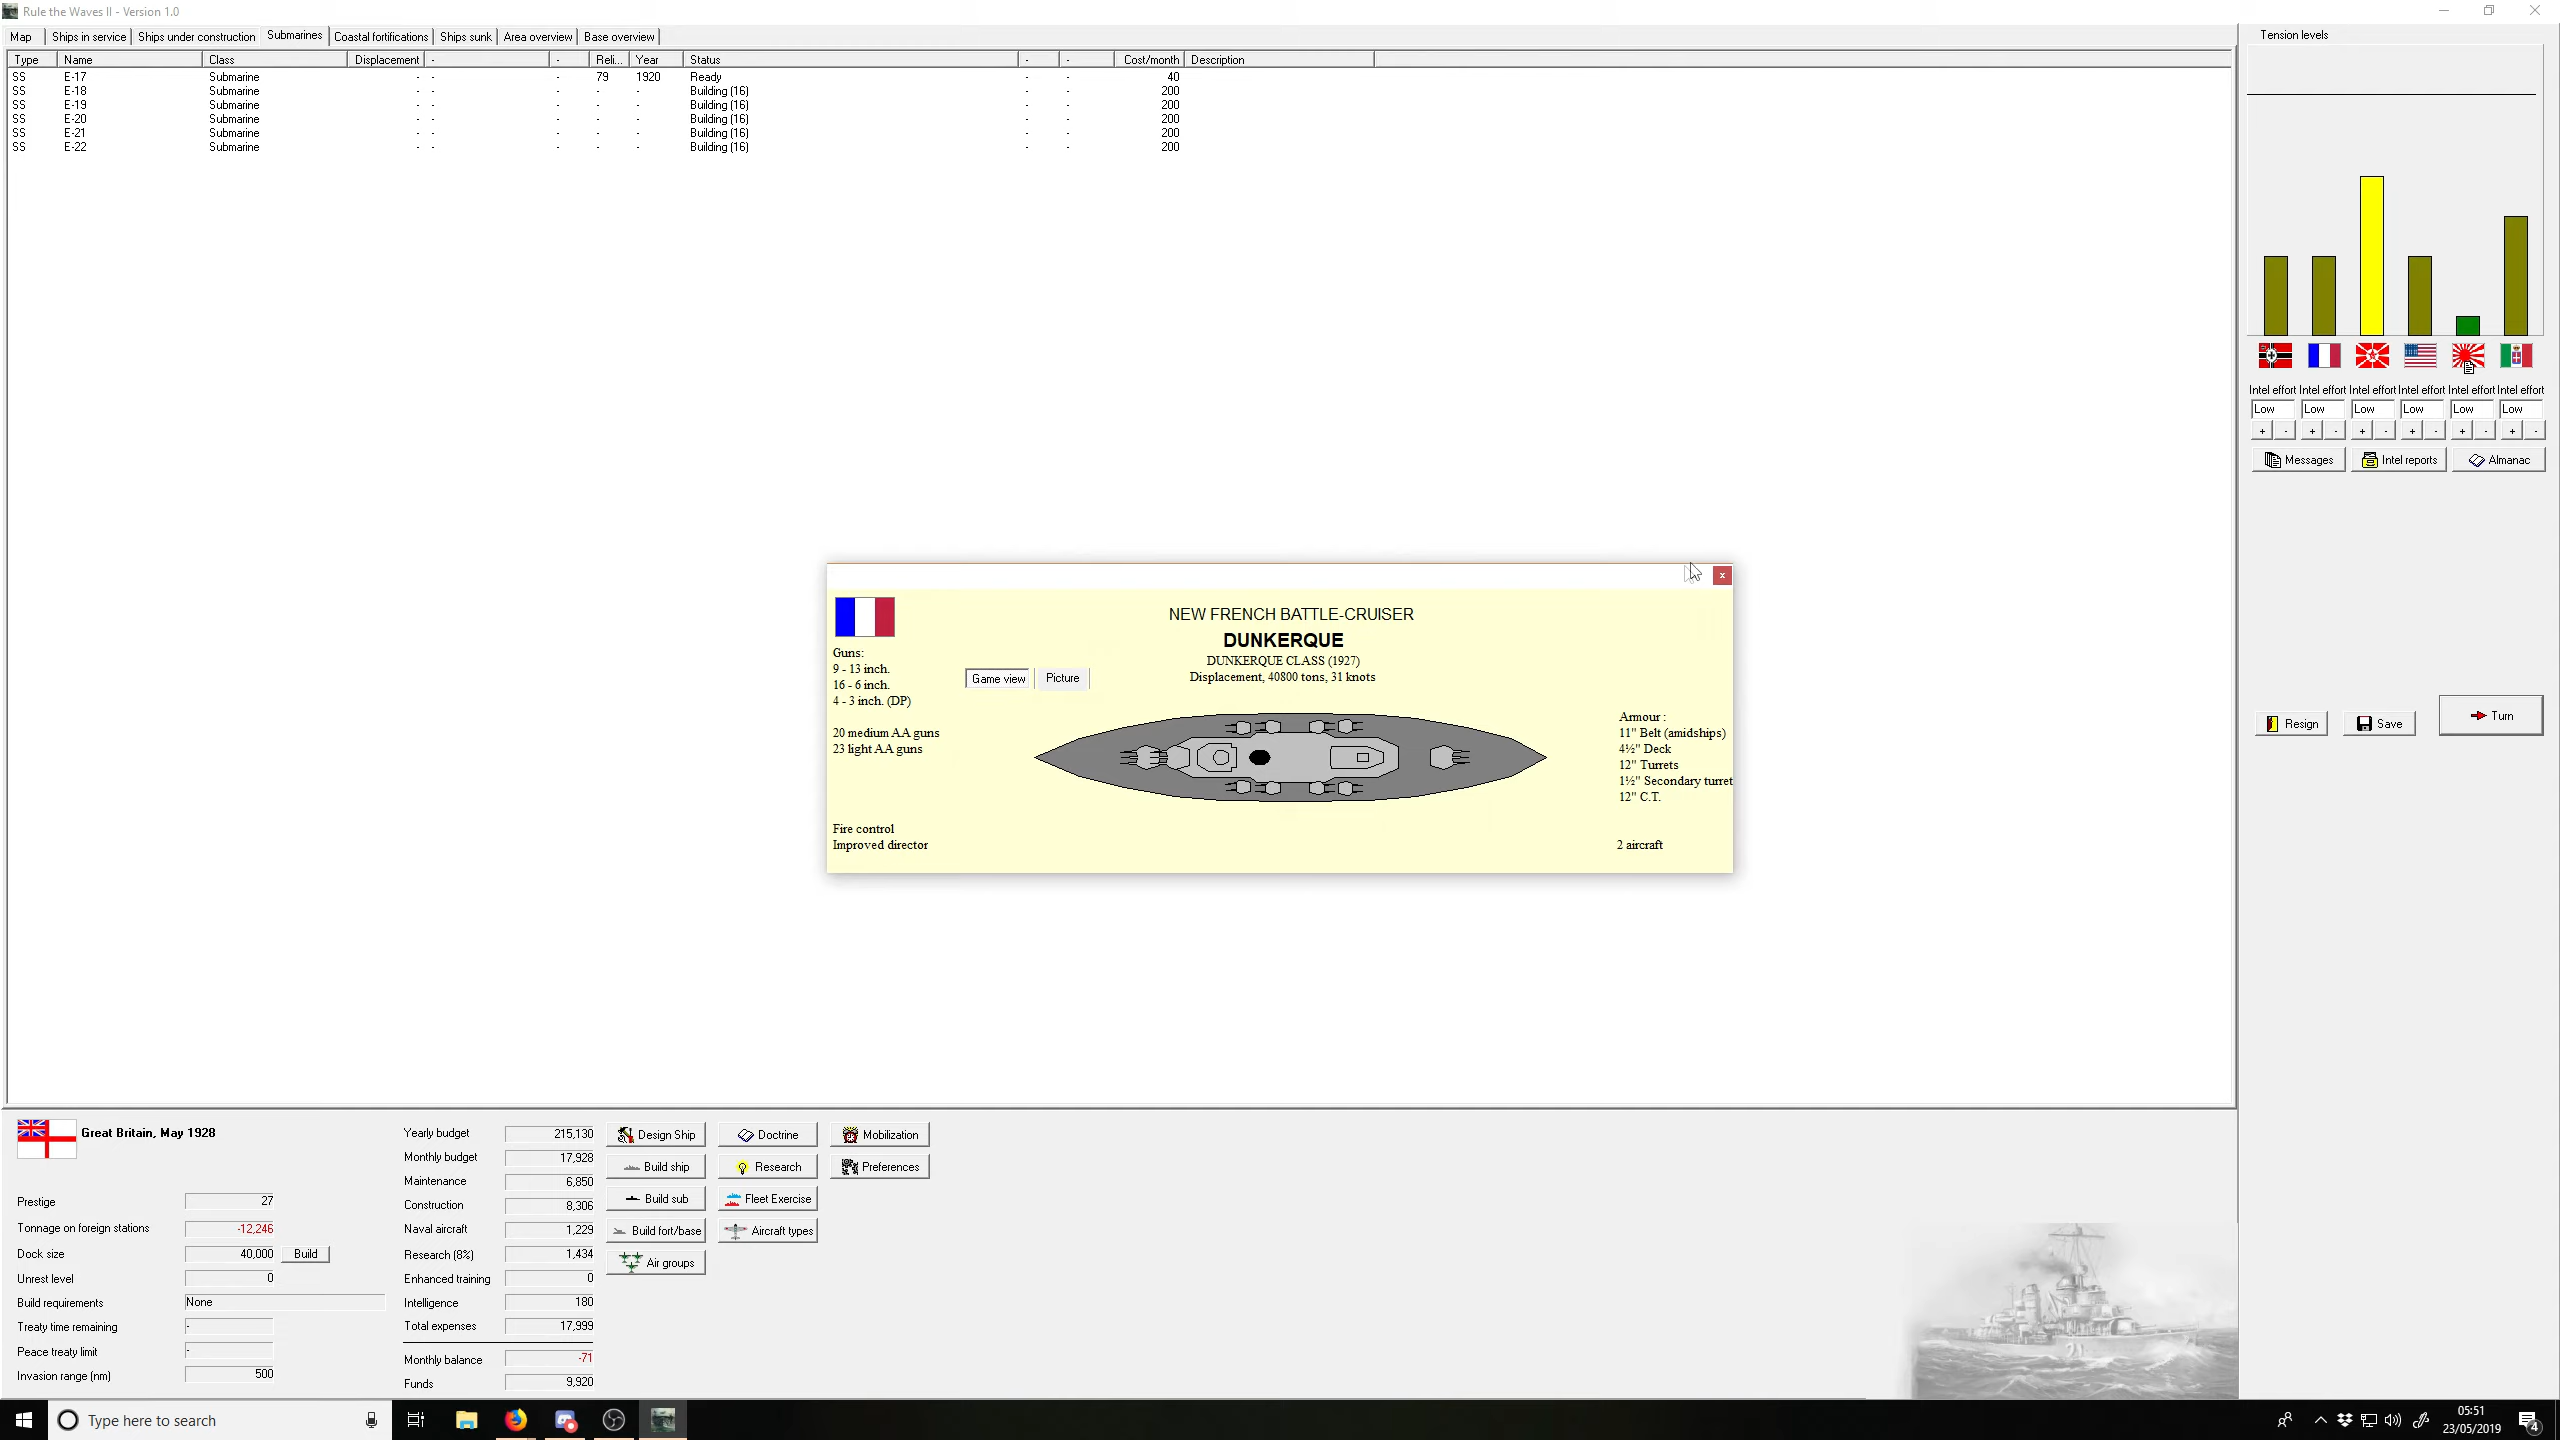 Rule the Waves II - Version 1.0
Map Ships in service Ships under construction Submarines Coastal fortifications Ships sunk Area overview Base overview
Type Name Class Displacement - - Reli... Year Status - - Cost/month Description
SS E-17 Submarine - - - 79 1920 Ready - - 40
SS E-18 Submarine - - - - - Building (16) - - 200
SS E-19 Submarine - - - - - Building (16) - - 200
SS E-20 Submarine - - - - - Building (16) - - 200
SS E-21 Submarine - - - - - Building (16) - - 200
SS E-22 Submarine - - - - - Building (16) - - 200
Tension levels
Intel effort Intel effort Intel effort Intel effort Intel effort Intel effort
Low Low Low Low Low Low
+ - + - + - + - + - + -
Messages Intel reports Almanac
Resign Save Turn
x
NEW FRENCH BATTLE-CRUISER
DUNKERQUE
DUNKERQUE CLASS (1927)
Displacement, 40800 tons, 31 knots
Guns:
9 - 13 inch.
16 - 6 inch.
4 - 3 inch. (DP)
20 medium AA guns
23 light AA guns
Game view Picture
Armour :
11" Belt (amidships)
4½" Deck
12" Turrets
1½" Secondary turret
12" C.T.
Fire control
Improved director
2 aircraft
Great Britain, May 1928
Prestige 27
Tonnage on foreign stations -12,246
Dock size 40,000 Build
Unrest level 0
Build requirements None
Treaty time remaining -
Peace treaty limit -
Invasion range (nm) 500
Yearly budget 215,130
Monthly budget 17,928
Maintenance 6,850
Construction 8,306
Naval aircraft 1,229
Research (8%) 1,434
Enhanced training 0
Intelligence 180
Total expenses 17,999
Monthly balance -71
Funds 9,920
Design Ship Doctrine Mobilization
Build ship Research Preferences
Build sub Fleet Exercise
Build fort/base Aircraft types
Air groups
Type here to search
05:51
23/05/2019
4